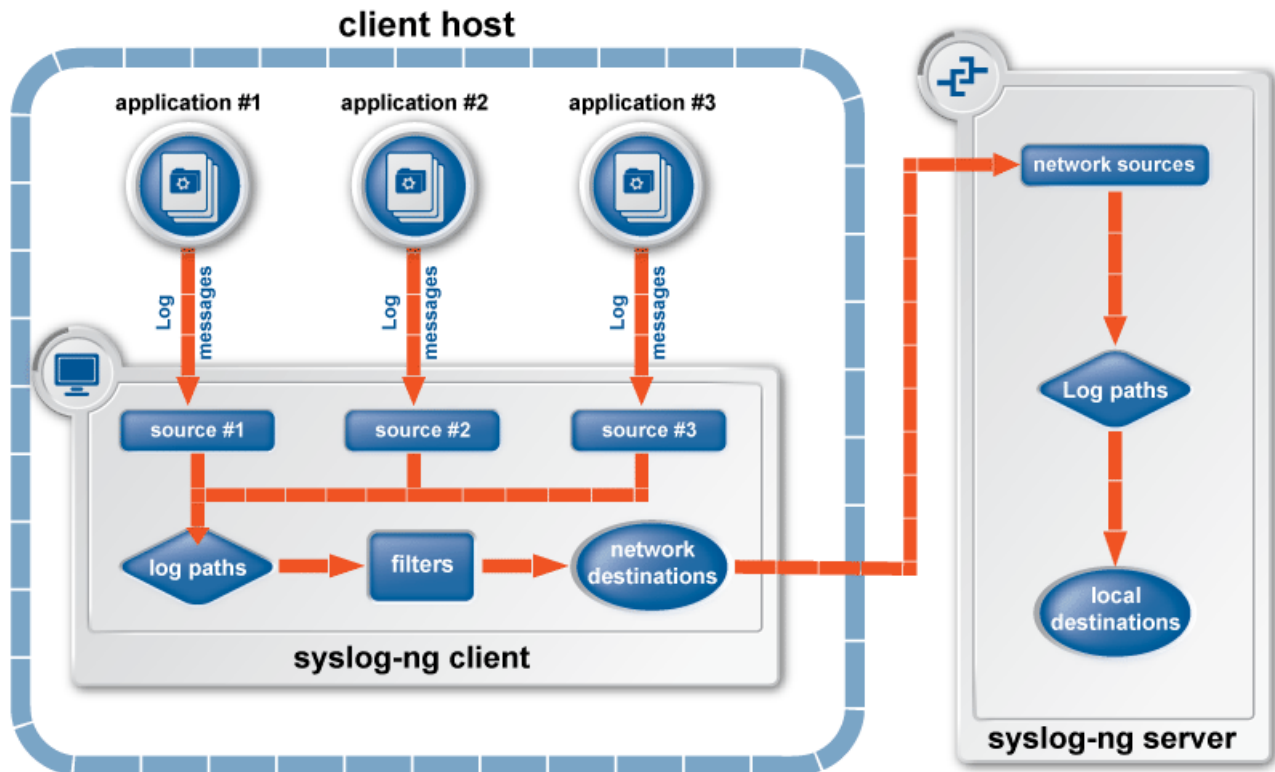 client host
application #1
application #2
application #3
Log
messages
Log
messages
Log
messages
source #1
source #2
source #3
log paths
filters
network
destinations
syslog-ng client
network sources
Log paths
local
destinations
syslog-ng server